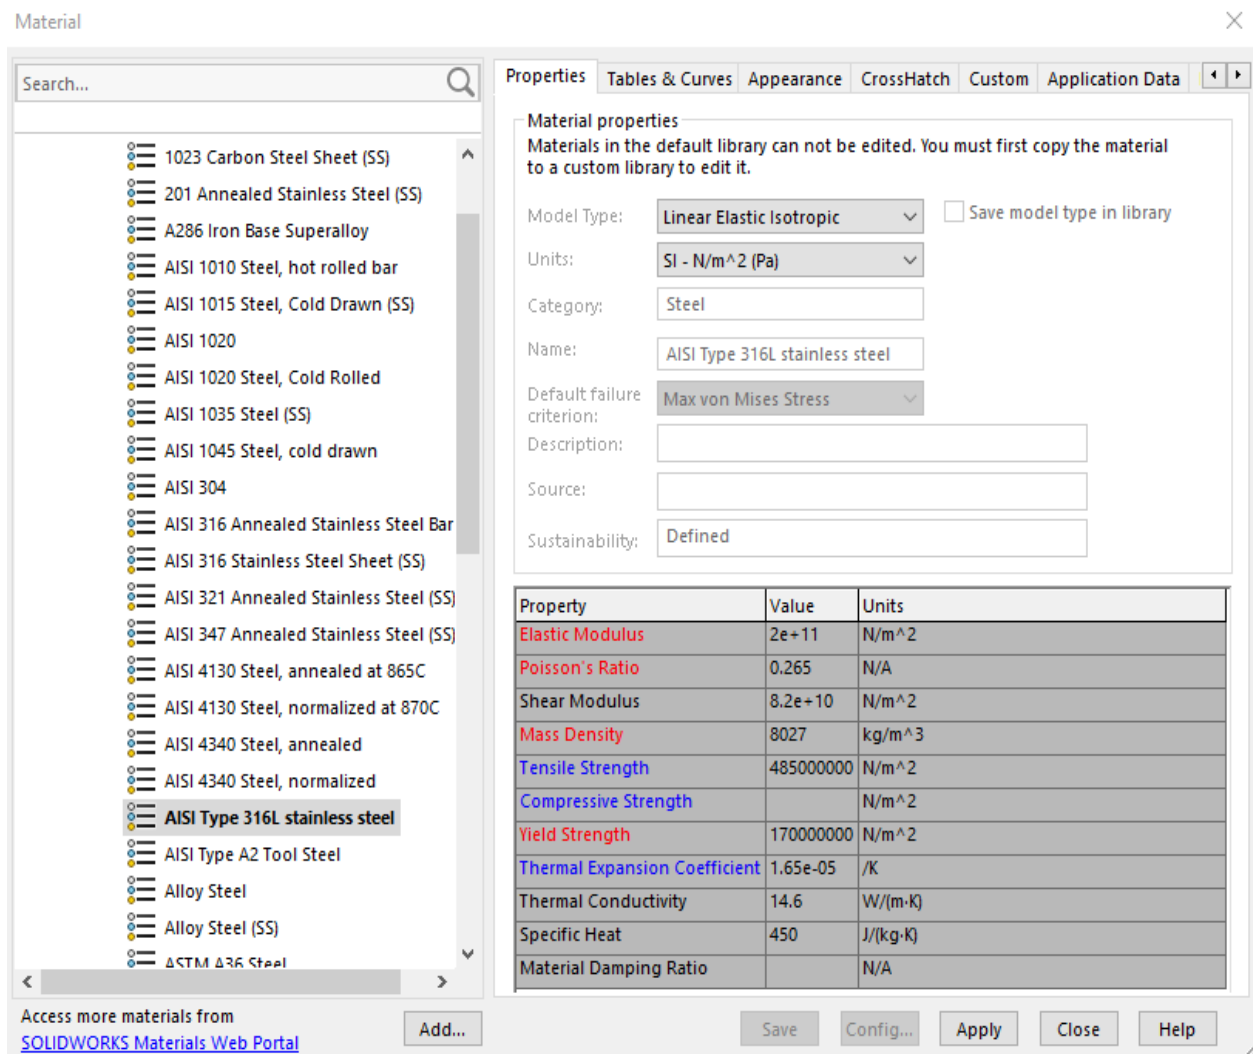 Material
Search...
1023 Carbon Steel Sheet (SS)
201 Annealed Stainless Steel (SS)
A286 Iron Base Superalloy
AISI 1010 Steel, hot rolled bar
AISI 1015 Steel, Cold Drawn (SS)
AISI 1020
AISI 1020 Steel, Cold Rolled
AISI 1035 Steel (SS)
AISI 1045 Steel, cold drawn
AISI 304
AISI 316 Annealed Stainless Steel Bar
AISI 316 Stainless Steel Sheet (SS)
AISI 321 Annealed Stainless Steel (SS)
AISI 347 Annealed Stainless Steel (SS)
AISI 4130 Steel, annealed at 865C
AISI 4130 Steel, normalized at 870C
AISI 4340 Steel, annealed
AISI 4340 Steel, normalized
AISI Type 316L stainless steel
AISI Type A2 Tool Steel
Alloy Steel
Alloy Steel (SS)
ASTM A36 Steel
Access more materials from
SOLIDWORKS Materials Web Portal
Add...
Properties Tables & Curves Appearance CrossHatch Custom Application Data
Material properties
Materials in the default library can not be edited. You must first copy the material
to a custom library to edit it.
Model Type: Linear Elastic Isotropic Save model type in library
Units: SI - N/m^2 (Pa)
Category: Steel
Name: AISI Type 316L stainless steel
Default failure
criterion: Max von Mises Stress
Description:
Source:
Sustainability: Defined
Property Value Units
Elastic Modulus 2e+11 N/m^2
Poisson's Ratio 0.265 N/A
Shear Modulus 8.2e+10 N/m^2
Mass Density 8027 kg/m^3
Tensile Strength 485000000 N/m^2
Compressive Strength N/m^2
Yield Strength 170000000 N/m^2
Thermal Expansion Coefficient 1.65e-05 /K
Thermal Conductivity 14.6 W/(m·K)
Specific Heat 450 J/(kg·K)
Material Damping Ratio N/A
Save Config... Apply Close Help